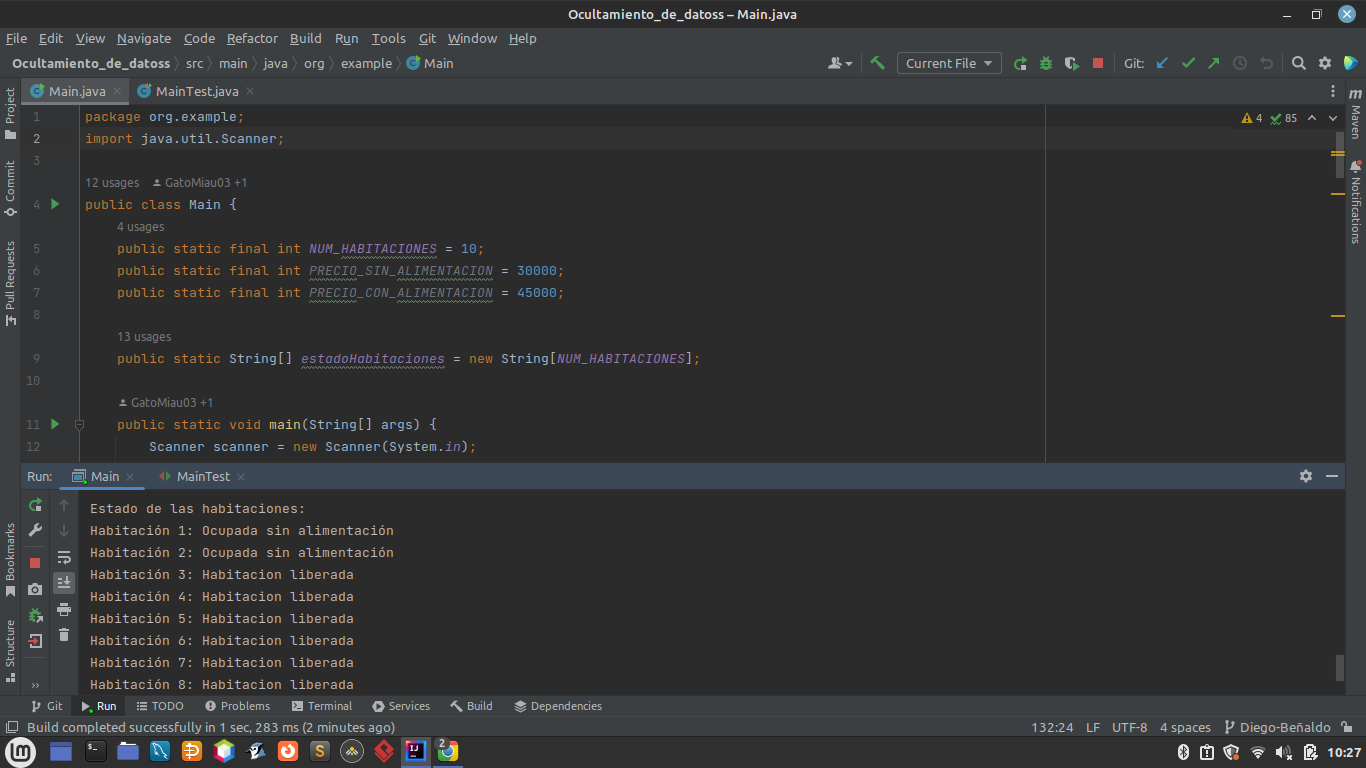 Ocultamiento_de_datoss – Main.java
File Edit View Navigate Code Refactor Build Run Tools Git Window Help
Ocultamiento_de_datoss src main java org example Main Current File Git:
Main.java MainTest.java
1 package org.example; 4 85
2 import java.util.Scanner;
3
12 usages GatoMiau03 +1
4 public class Main {
4 usages
5 public static final int NUM_HABITACIONES = 10;
6 public static final int PRECIO_SIN_ALIMENTACION = 30000;
7 public static final int PRECIO_CON_ALIMENTACION = 45000;
8
13 usages
9 public static String[] estadoHabitaciones = new String[NUM_HABITACIONES];
10
GatoMiau03 +1
11 public static void main(String[] args) {
12 Scanner scanner = new Scanner(System.in);
Project
Commit
Pull Requests
Bookmarks
Structure
m
Maven
Notifications
Run: Main MainTest
Estado de las habitaciones:
Habitación 1: Ocupada sin alimentación
Habitación 2: Ocupada sin alimentación
Habitación 3: Habitacion liberada
Habitación 4: Habitacion liberada
Habitación 5: Habitacion liberada
Habitación 6: Habitacion liberada
Habitación 7: Habitacion liberada
Habitación 8: Habitacion liberada
Git Run TODO Problems Terminal Services Build Dependencies
Build completed successfully in 1 sec, 283 ms (2 minutes ago) 132:24 LF UTF-8 4 spaces Diego-Beñaldo
lm $_ S IJ 2 10:27